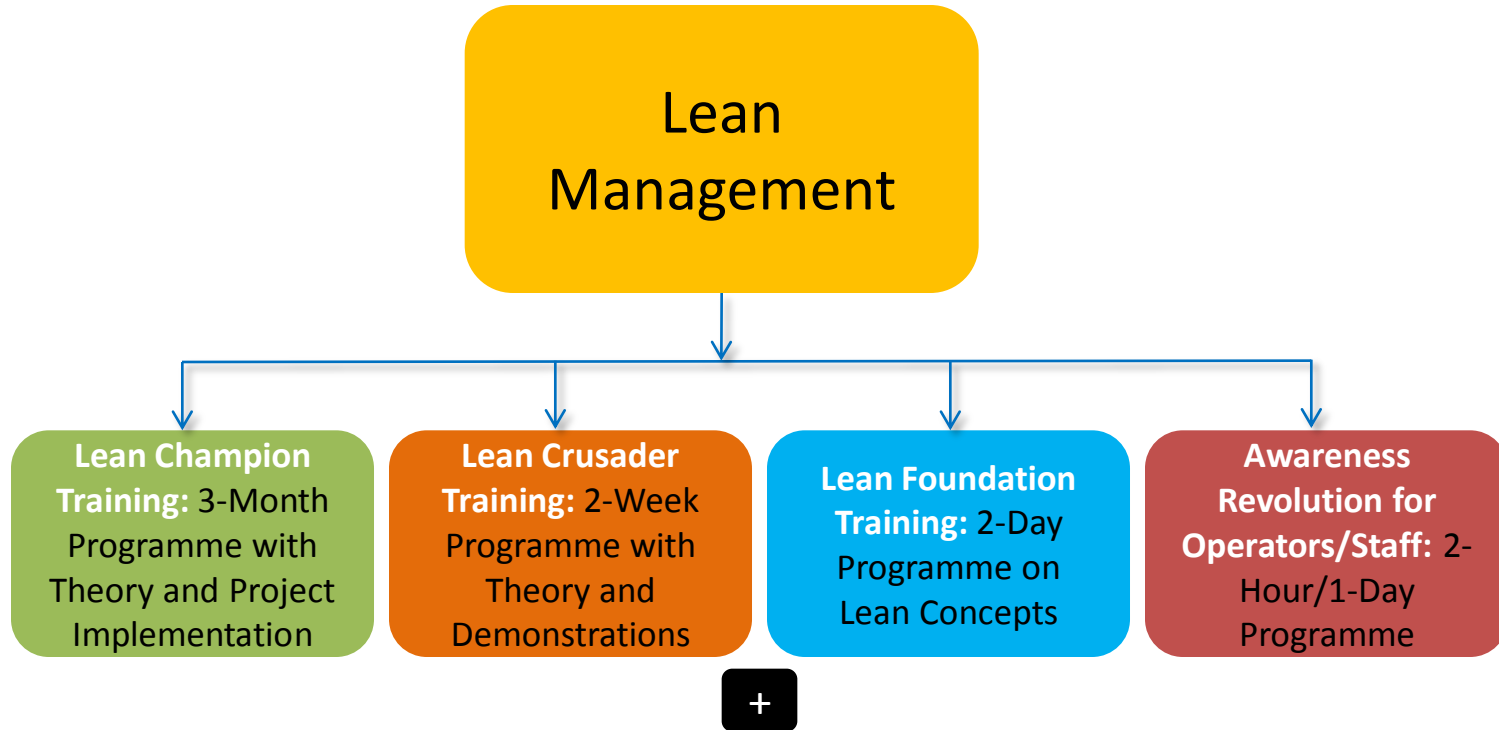 Lean
Management
Lean Champion
Training: 3-Month
Programme with
Theory and Project
Implementation
Lean Crusader
Training: 2-Week
Programme with
Theory and
Demonstrations
Lean Foundation
Training: 2-Day
Programme on
Lean Concepts
Awareness
Revolution for
Operators/Staff: 2-
Hour/1-Day
Programme
+